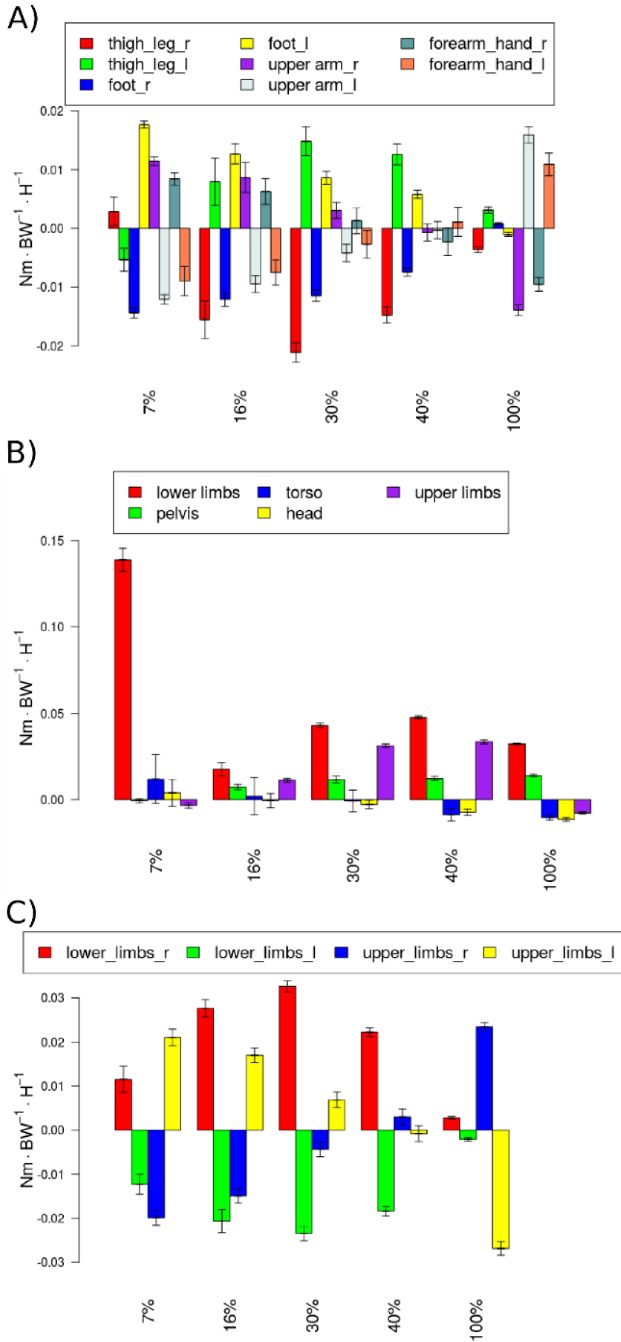 A)
thigh_leg_r foot_l forearm_hand_r
thigh_leg_l upper arm_r forearm_hand_l
foot_r upper arm_l
Nm · BW⁻¹ · H⁻¹
0.02
0.01
0.00
-0.01
-0.02
7% 16% 30% 40% 100%
B)
lower limbs torso upper limbs
pelvis head
Nm · BW⁻¹ · H⁻¹
0.15
0.10
0.05
0.00
7% 16% 30% 40% 100%
C)
lower_limbs_r lower_limbs_l upper_limbs_r upper_limbs_l
Nm · BW⁻¹ · H⁻¹
0.03
0.02
0.01
0.00
-0.01
-0.02
-0.03
7% 16% 30% 40% 100%